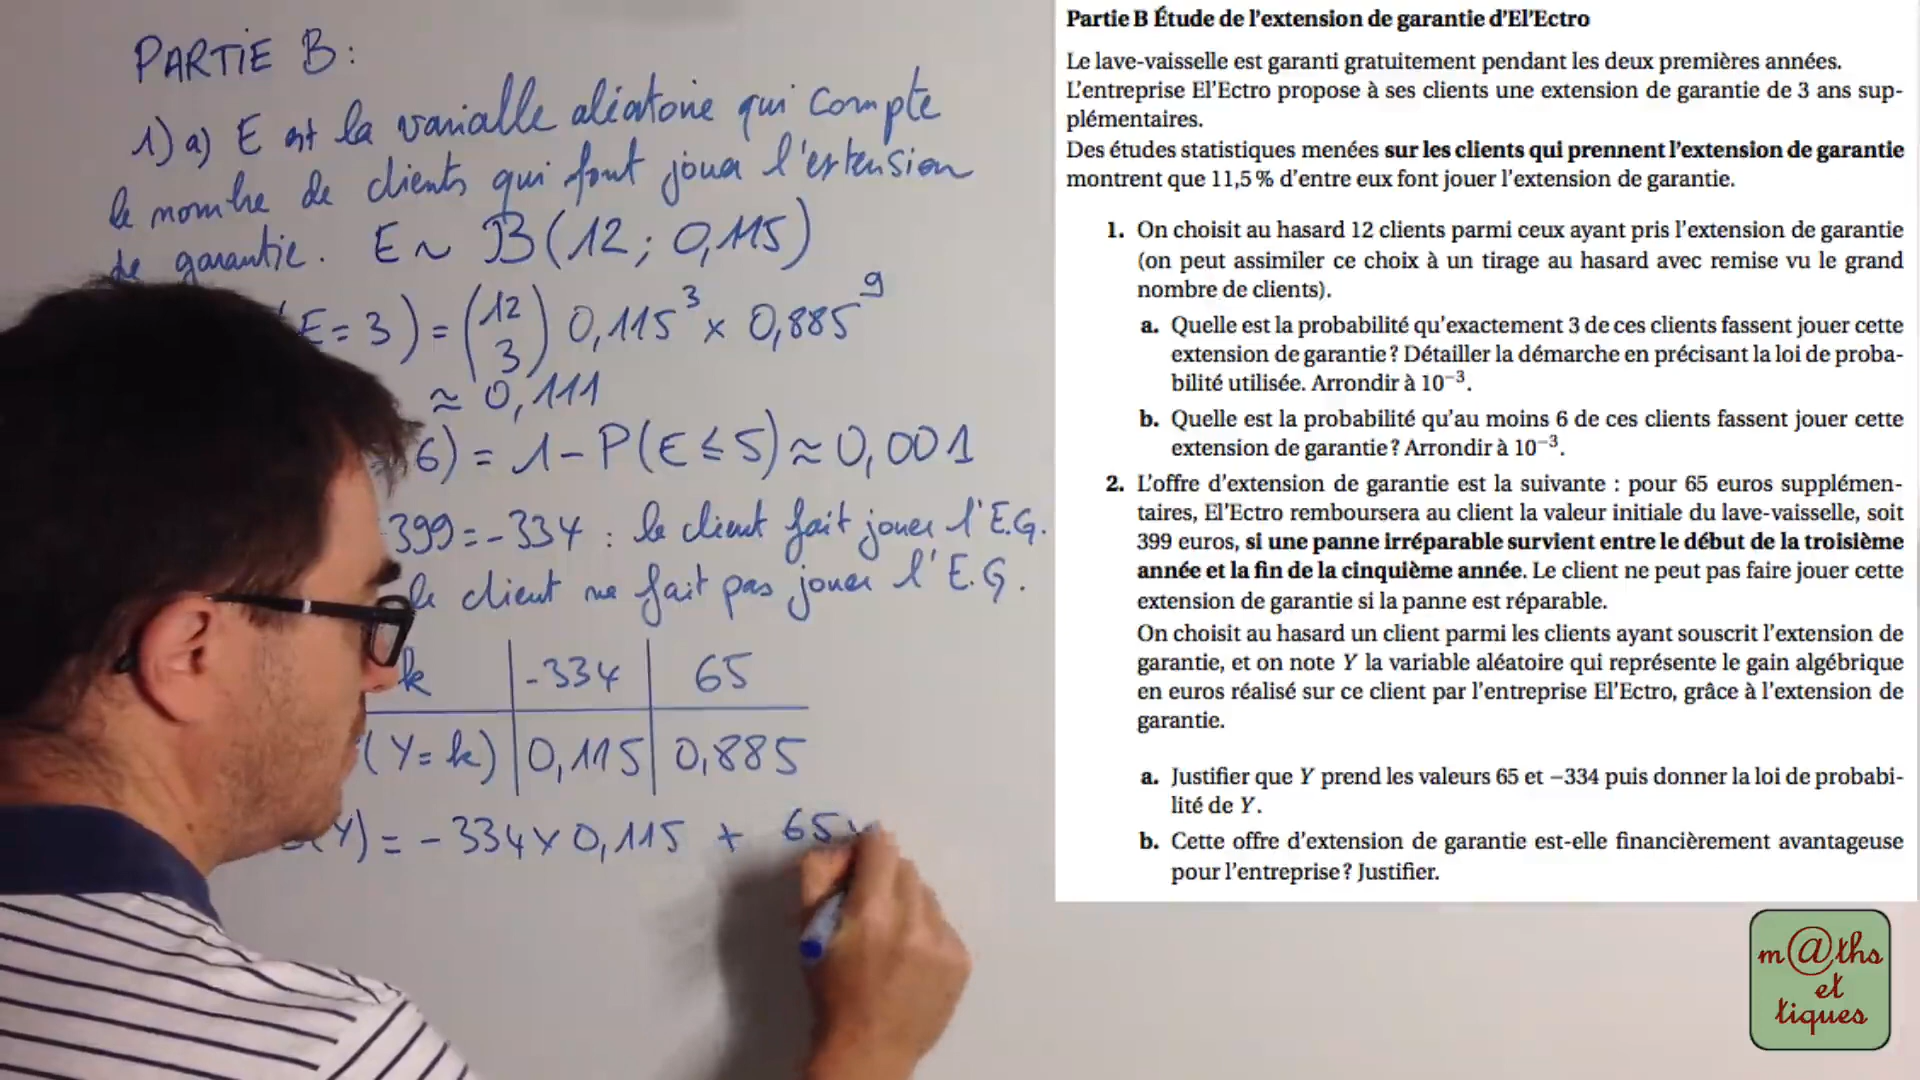 PARTIE B :
1) a) E est la variable aléatoire qui compte
le nombre de clients qui font jouer l'extension
de garantie. E ~ B(12 ; 0,115)
E = 3) = (12 3) 0,115³ × 0,885⁹
≈ 0,111
6) = 1 - P(E ≤ 5) ≈ 0,001
399 = -334 : le client fait jouer l'E.G.
le client ne fait pas jouer l'E.G.
k | -334 | 65
(Y = k) | 0,115 | 0,885
Y) = -334 × 0,115 + 65 ×
Partie B Étude de l'extension de garantie d'El'Ectro
Le lave-vaisselle est garanti gratuitement pendant les deux premières années.
L'entreprise El'Ectro propose à ses clients une extension de garantie de 3 ans sup-
plémentaires.
Des études statistiques menées sur les clients qui prennent l'extension de garantie
montrent que 11,5 % d'entre eux font jouer l'extension de garantie.
1. On choisit au hasard 12 clients parmi ceux ayant pris l'extension de garantie
(on peut assimiler ce choix à un tirage au hasard avec remise vu le grand
nombre de clients).
a. Quelle est la probabilité qu'exactement 3 de ces clients fassent jouer cette
extension de garantie ? Détailler la démarche en précisant la loi de proba-
bilité utilisée. Arrondir à 10⁻³.
b. Quelle est la probabilité qu'au moins 6 de ces clients fassent jouer cette
extension de garantie ? Arrondir à 10⁻³.
2. L'offre d'extension de garantie est la suivante : pour 65 euros supplémen-
taires, El'Ectro remboursera au client la valeur initiale du lave-vaisselle, soit
399 euros, si une panne irréparable survient entre le début de la troisième
année et la fin de la cinquième année. Le client ne peut pas faire jouer cette
extension de garantie si la panne est réparable.
On choisit au hasard un client parmi les clients ayant souscrit l'extension de
garantie, et on note Y la variable aléatoire qui représente le gain algébrique
en euros réalisé sur ce client par l'entreprise El'Ectro, grâce à l'extension de
garantie.
a. Justifier que Y prend les valeurs 65 et −334 puis donner la loi de probabi-
lité de Y.
b. Cette offre d'extension de garantie est-elle financièrement avantageuse
pour l'entreprise ? Justifier.
m@ths
et
tiques